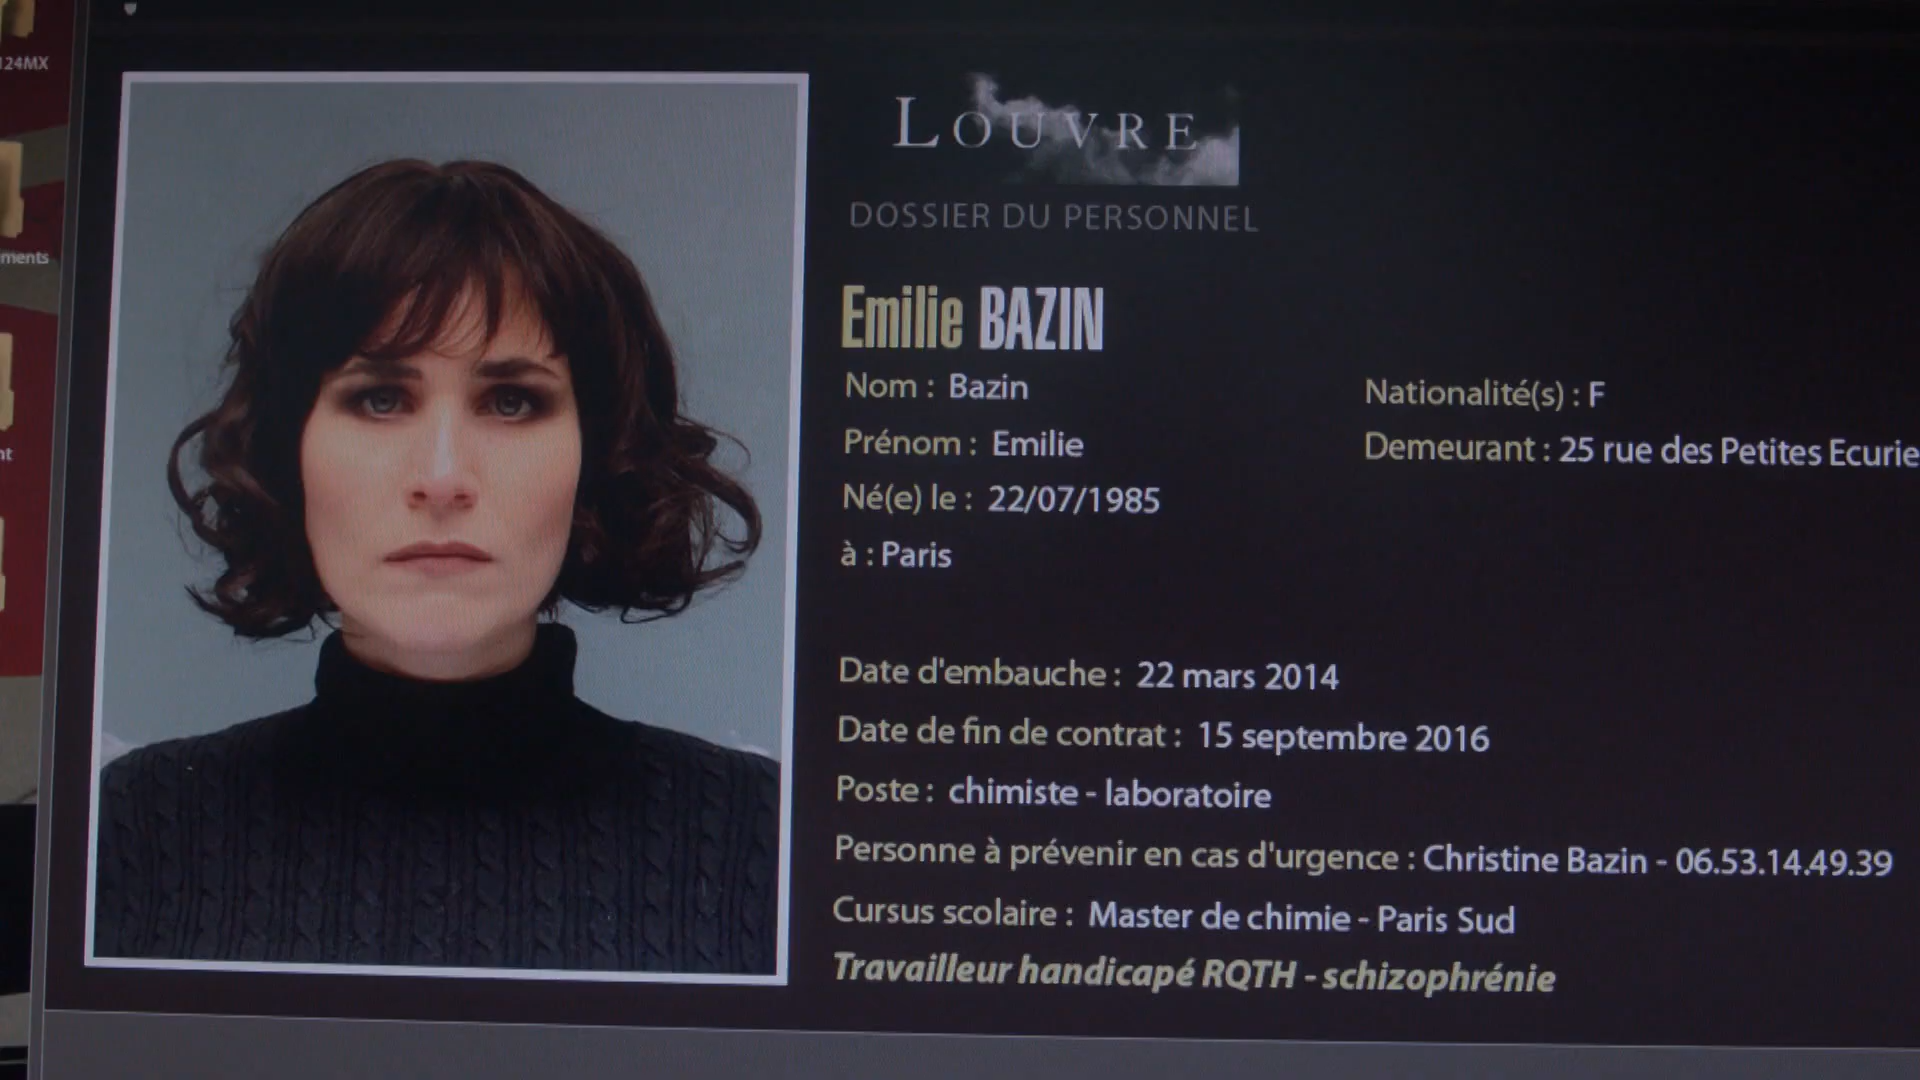 124MX
ments
nt
LOUVRE
DOSSIER DU PERSONNEL
Emilie BAZIN
Nom : Bazin
Prénom : Emilie
Né(e) le : 22/07/1985
à : Paris
Nationalité(s) : F
Demeurant : 25 rue des Petites Ecurie
Date d'embauche : 22 mars 2014
Date de fin de contrat : 15 septembre 2016
Poste : chimiste - laboratoire
Personne à prévenir en cas d'urgence : Christine Bazin - 06.53.14.49.39
Cursus scolaire : Master de chimie - Paris Sud
Travailleur handicapé RQTH - schizophrénie